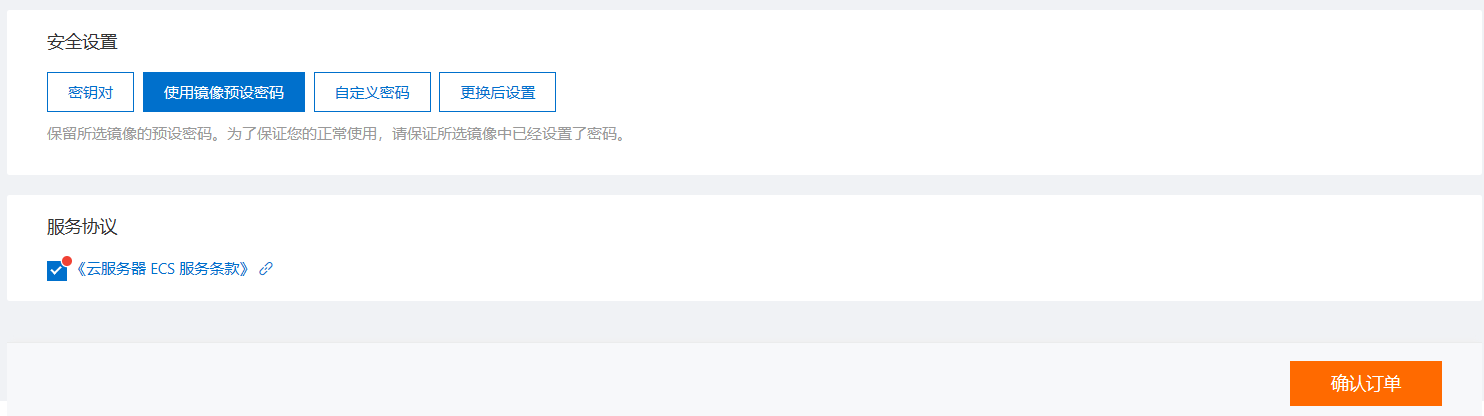 安全设置
密钥对 使用镜像预设密码 自定义密码 更换后设置
保留所选镜像的预设密码。为了保证您的正常使用，请保证所选镜像中已经设置了密码。
服务协议
《云服务器 ECS 服务条款》
确认订单